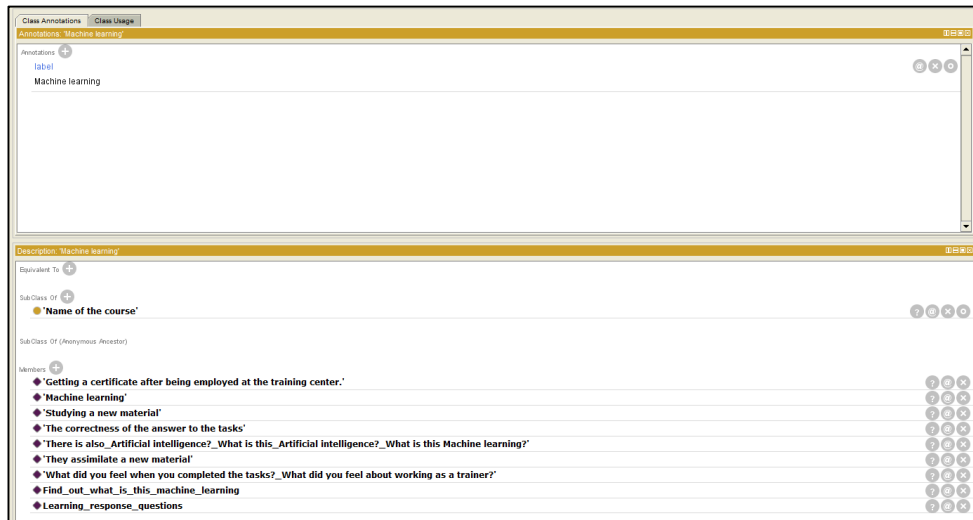 Class Annotations Class Usage
Annotations: 'Machine learning'
Annotations
label
Machine learning
Description: 'Machine learning'
Equivalent To
SubClass Of
'Name of the course'
SubClass Of (Anonymous Ancestor)
Members
'Getting a certificate after being employed at the training center.'
'Machine learning'
'Studying a new material'
'The correctness of the answer to the tasks'
'There is also_Artificial intelligence?_What is this_Artificial intelligence?_What is this Machine learning?'
'They assimilate a new material'
'What did you feel when you completed the tasks?_What did you feel about working as a trainer?'
Find_out_what_is_this_machine_learning
Learning_response_questions